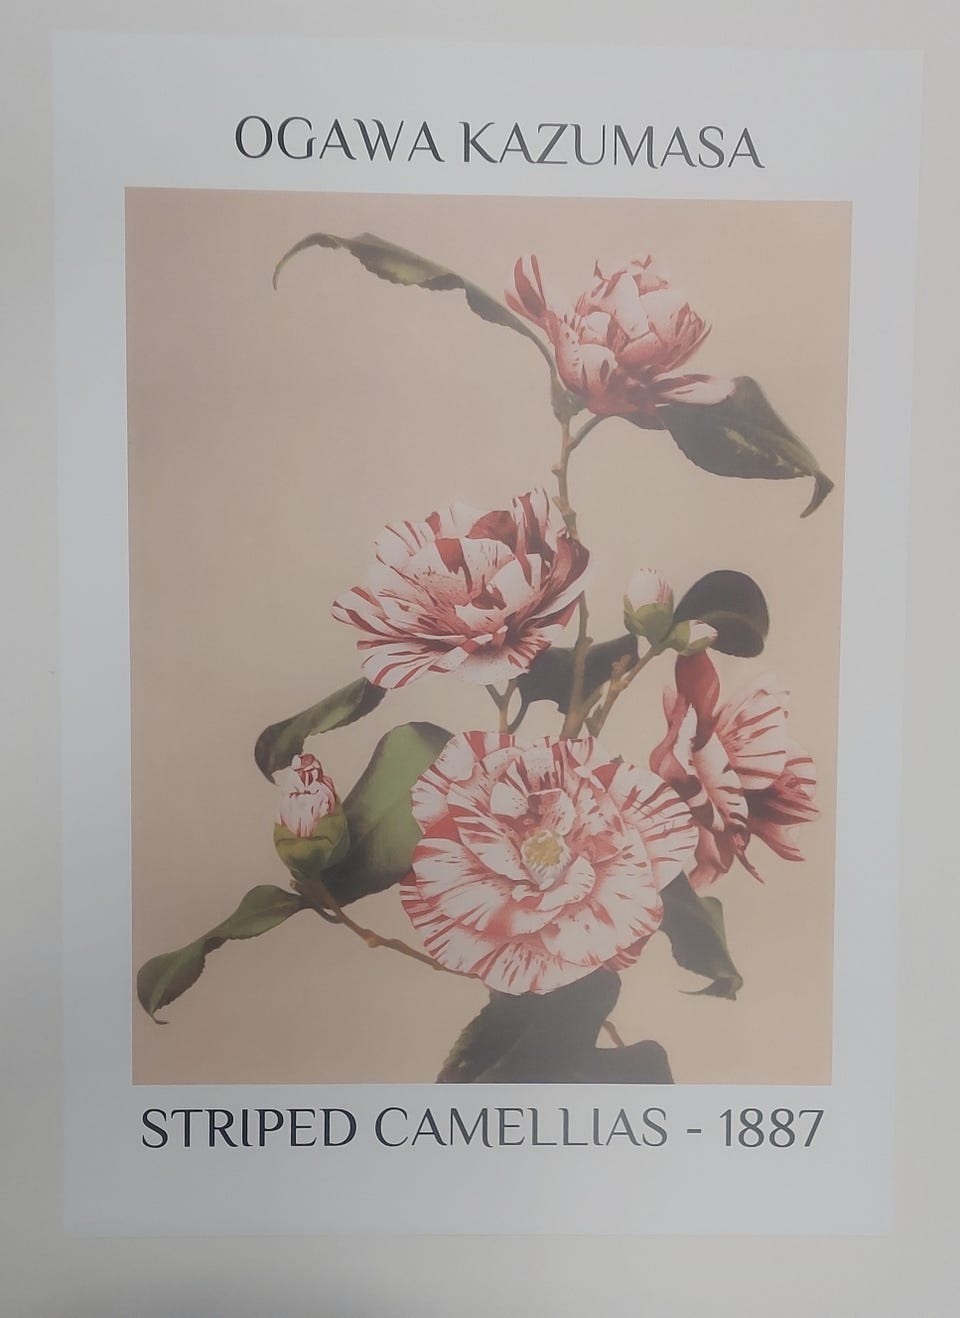 OGAWA KAZUMASA
STRIPED CAMELLIAS - 1887